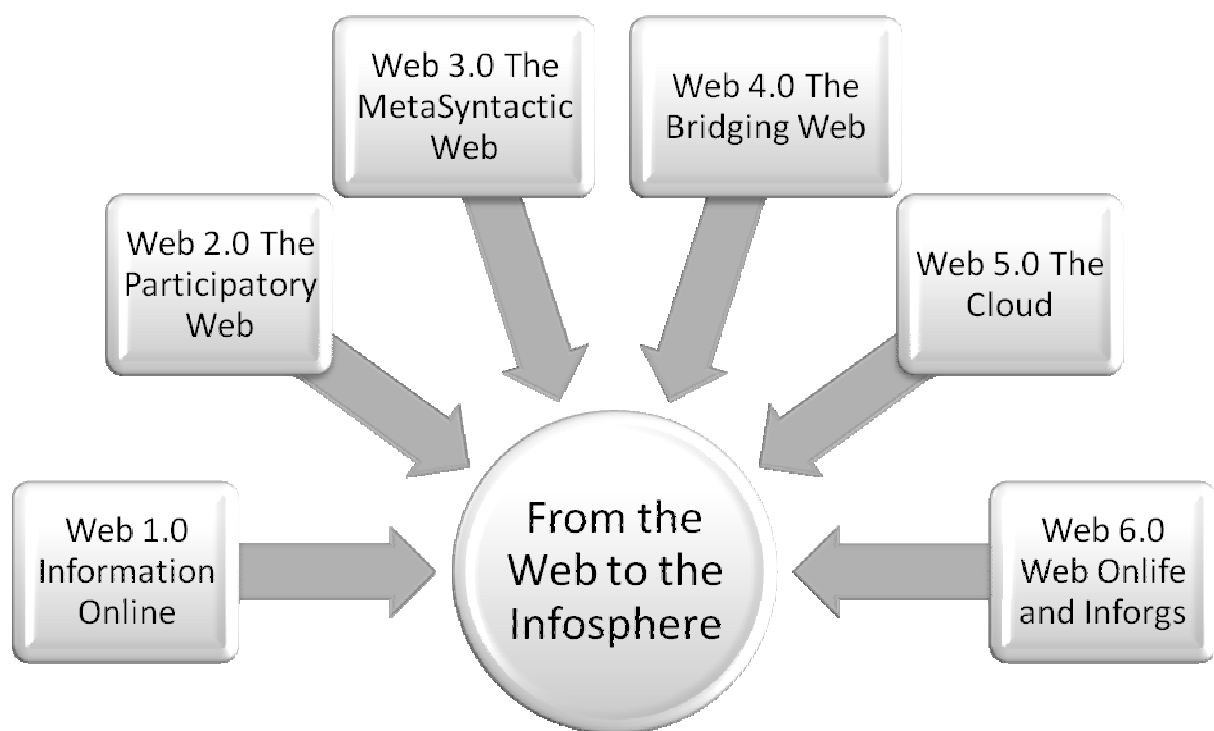 Web 1.0
Information
Online
Web 2.0 The
Participatory
Web
Web 3.0 The
MetaSyntactic
Web
Web 4.0 The
Bridging Web
Web 5.0 The
Cloud
Web 6.0
Web Onlife
and Inforgs
From the
Web to the
Infosphere